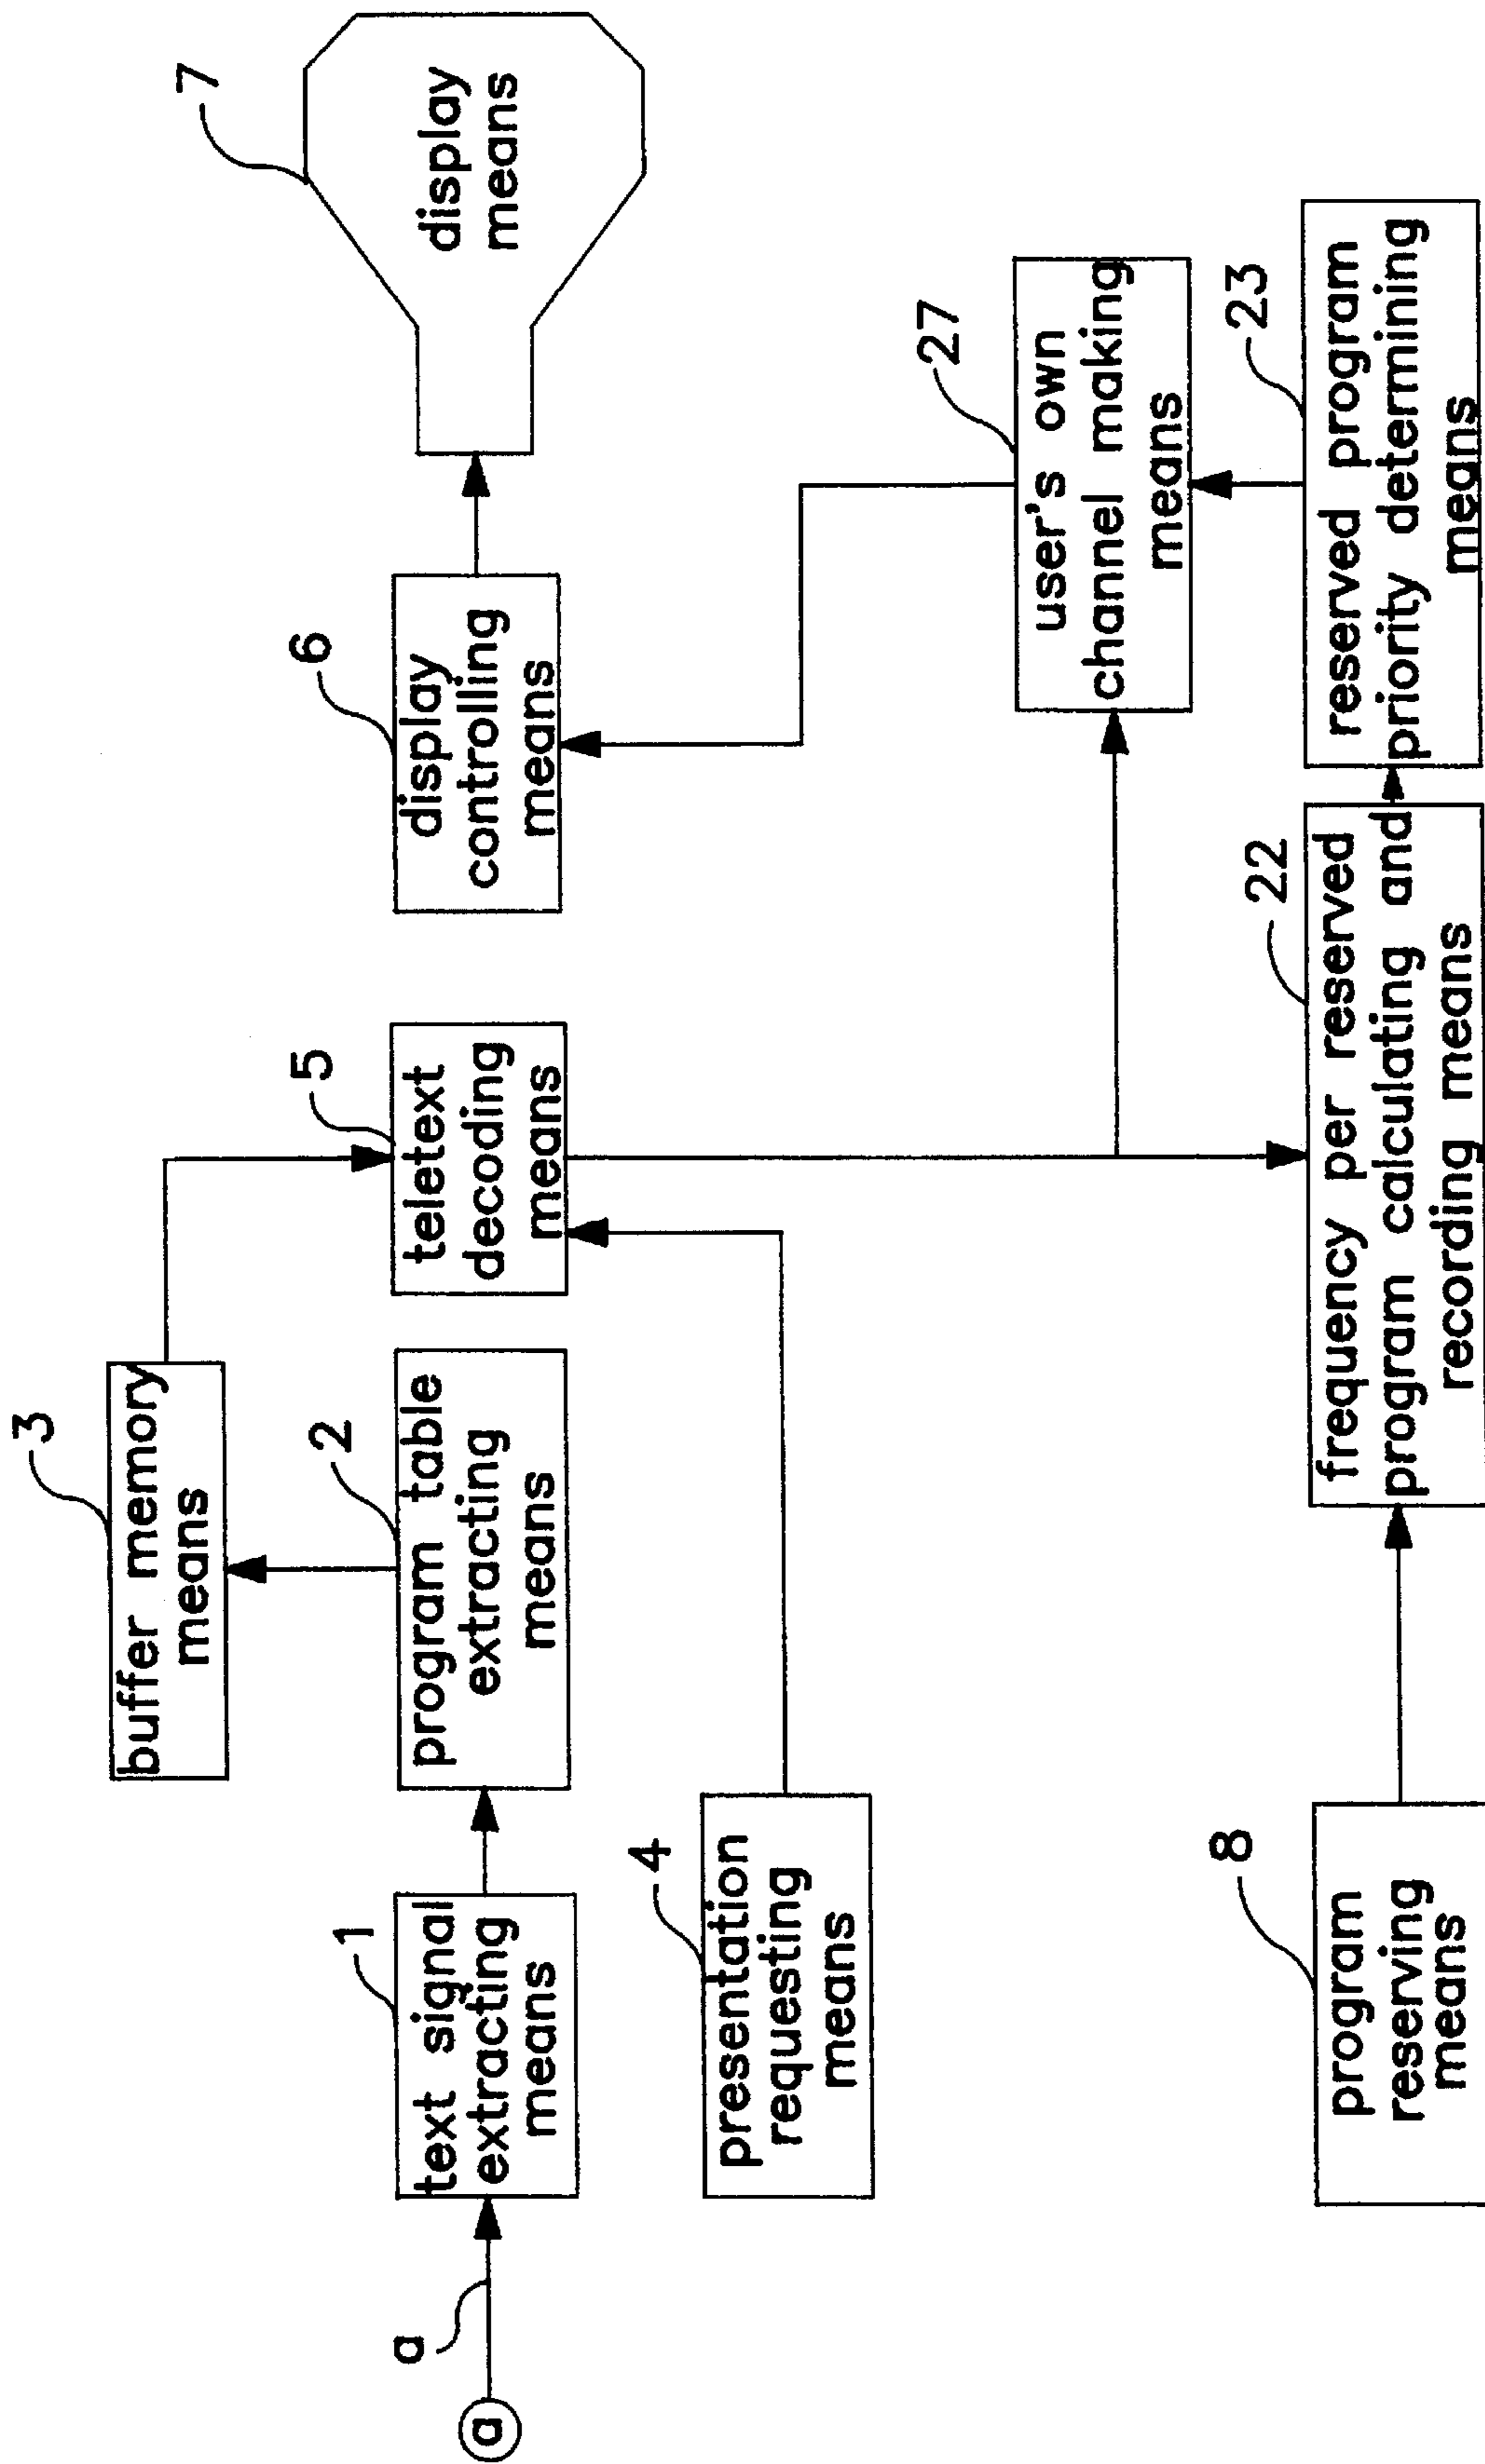 3
buffer memory
means
7
display
means
a
a
1
text signal
extracting
means
2
program table
extracting
means
5
teletext
decoding
means
6
display
controlling
means
4
presentation
requesting
means
27
user's own
channel making
means
8
program
reserving
means
22
frequency per reserved
program calculating and
recording means
23
reserved program
priority determining
means